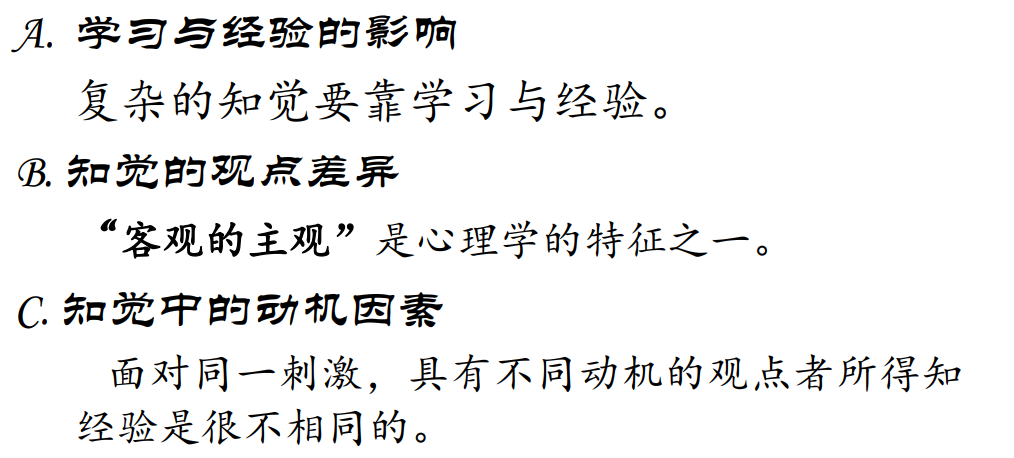 A. 学习与经验的影响
复杂的知觉要靠学习与经验。
B. 知觉的观点差异
“客观的主观”是心理学的特征之一。
C. 知觉中的动机因素
面对同一刺激，具有不同动机的观点者所得知
经验是很不相同的。